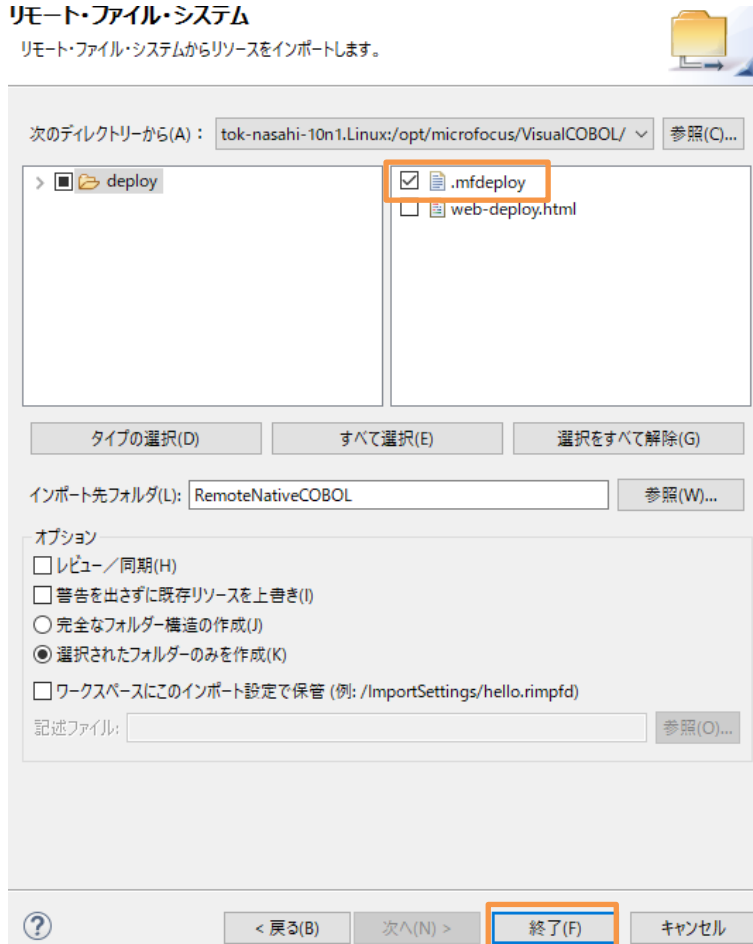 リモート・ファイル・システム
リモート・ファイル・システムからリソースをインポートします。
次のディレクトリーから(A)： tok-nasahi-10n1.Linux:/opt/microfocus/VisualCOBOL/ 参照(C)...
deploy
.mfdeploy
web-deploy.html
タイプの選択(D) すべて選択(E) 選択をすべて解除(G)
インポート先フォルダ(L): RemoteNativeCOBOL 参照(W)...
オプション
レビュー／同期(H)
警告を出さずに既存リソースを上書き(I)
完全なフォルダー構造の作成(J)
選択されたフォルダーのみを作成(K)
ワークスペースにこのインポート設定で保管 (例: /ImportSettings/hello.rimpfd)
記述ファイル: 参照(O)...
? < 戻る(B) 次へ(N) > 終了(F) キャンセル